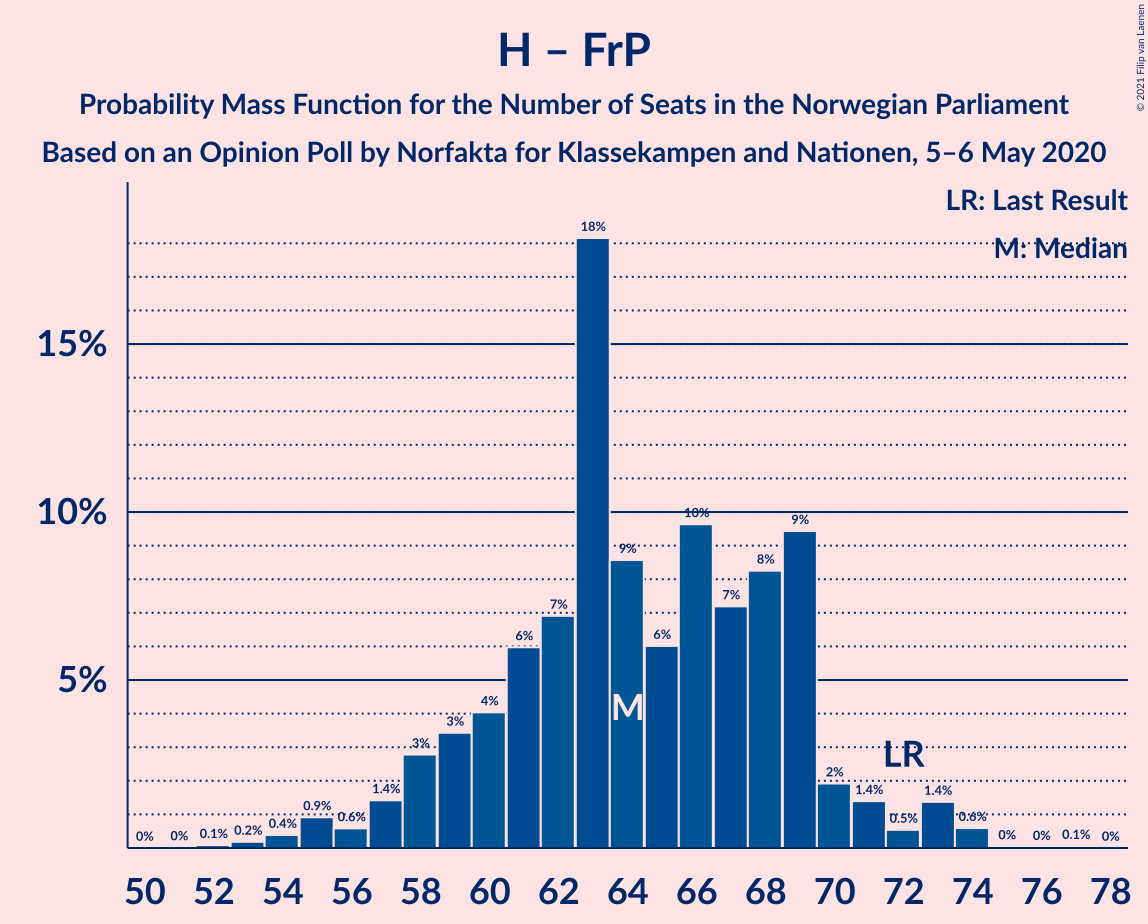 H – FrP
Probability Mass Function for the Number of Seats in the Norwegian Parliament
Based on an Opinion Poll by Norfakta for Klassekampen and Nationen, 5–6 May 2020
© 2021 Filip van Laenen
LR: Last Result
M: Median
15%
10%
5%
0% 0% 0.1% 0.2% 0.4% 0.9% 0.6% 1.4% 3% 3% 4% 6% 7% 18% 9% 6% 10% 7% 8% 9% 2% 1.4% 0.5% 1.4% 0.6% 0% 0% 0.1% 0%
M
LR
50 52 54 56 58 60 62 64 66 68 70 72 74 76 78